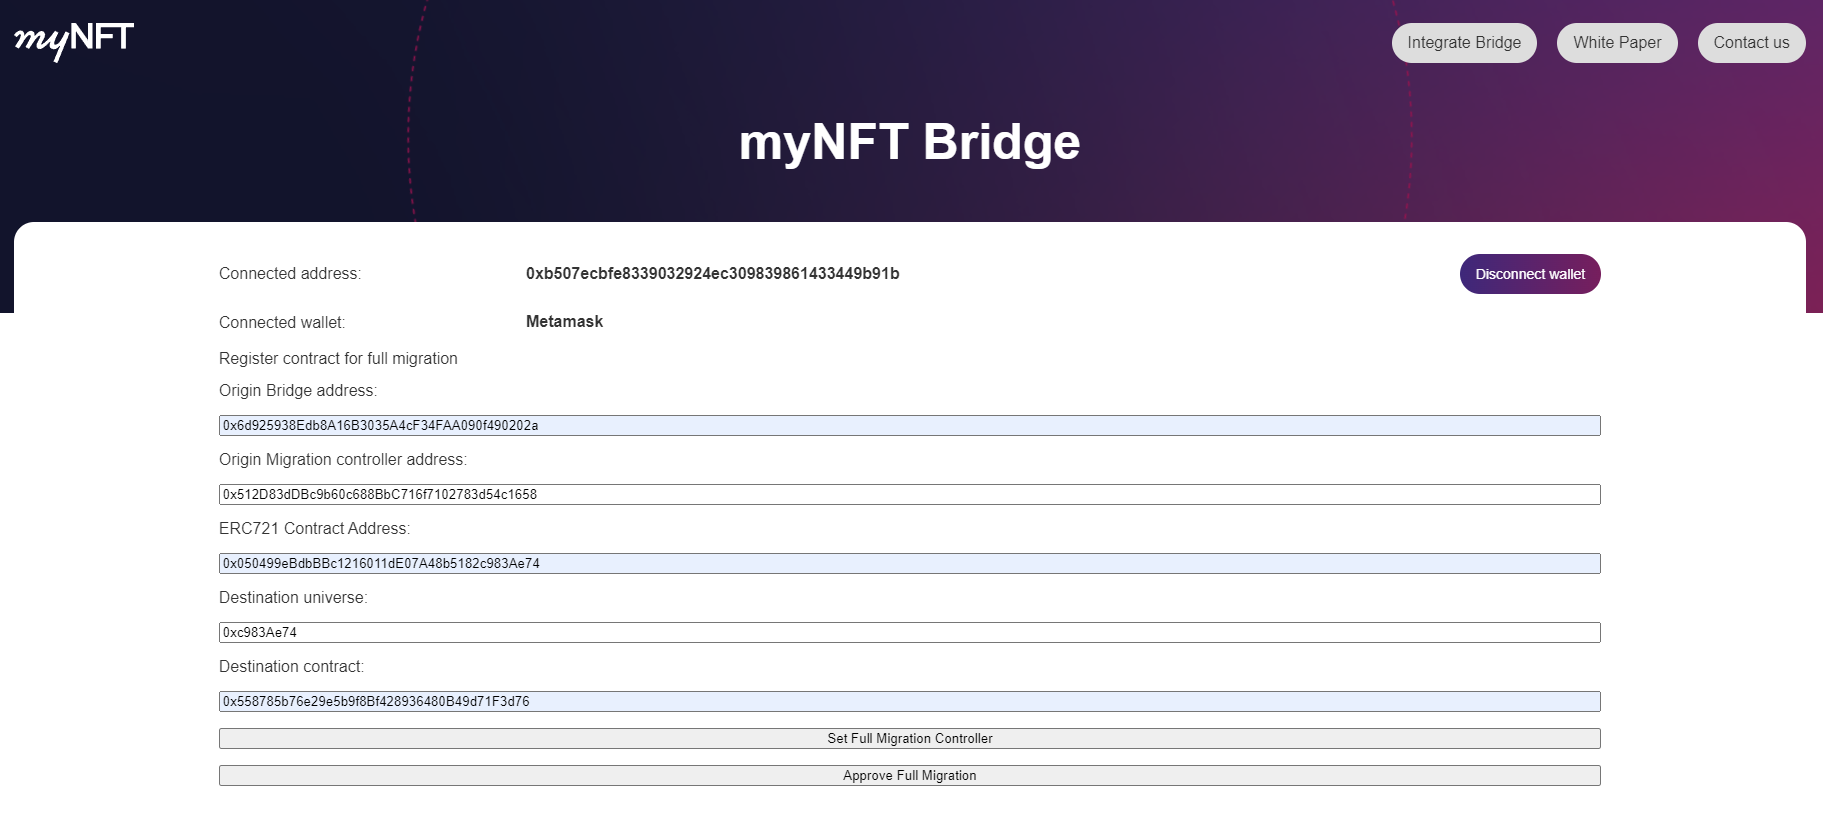 myNFT
Integrate Bridge
White Paper
Contact us
myNFT Bridge
Connected address:
0xb507ecbfe8339032924ec309839861433449b91b
Disconnect wallet
Connected wallet:
Metamask
Register contract for full migration
Origin Bridge address:
0x6d925938Edb8A16B3035A4cF34FAA090f490202a
Origin Migration controller address:
0x512D83dDBc9b60c688BbC716f7102783d54c1658
ERC721 Contract Address:
0x050499eBdbBBc1216011dE07A48b5182c983Ae74
Destination universe:
0xc983Ae74
Destination contract:
0x558785b76e29e5b9f8Bf428936480B49d71F3d76
Set Full Migration Controller
Approve Full Migration